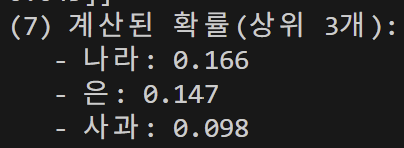 (7) 계산된 확률(상위 3개):
- 나라: 0.166
- 은: 0.147
- 사과: 0.098